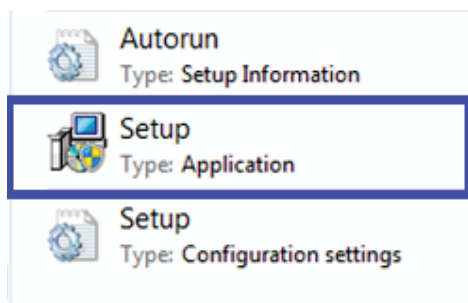 Autorun
Type: Setup Information
Setup
Type: Application
Setup
Type: Configuration settings